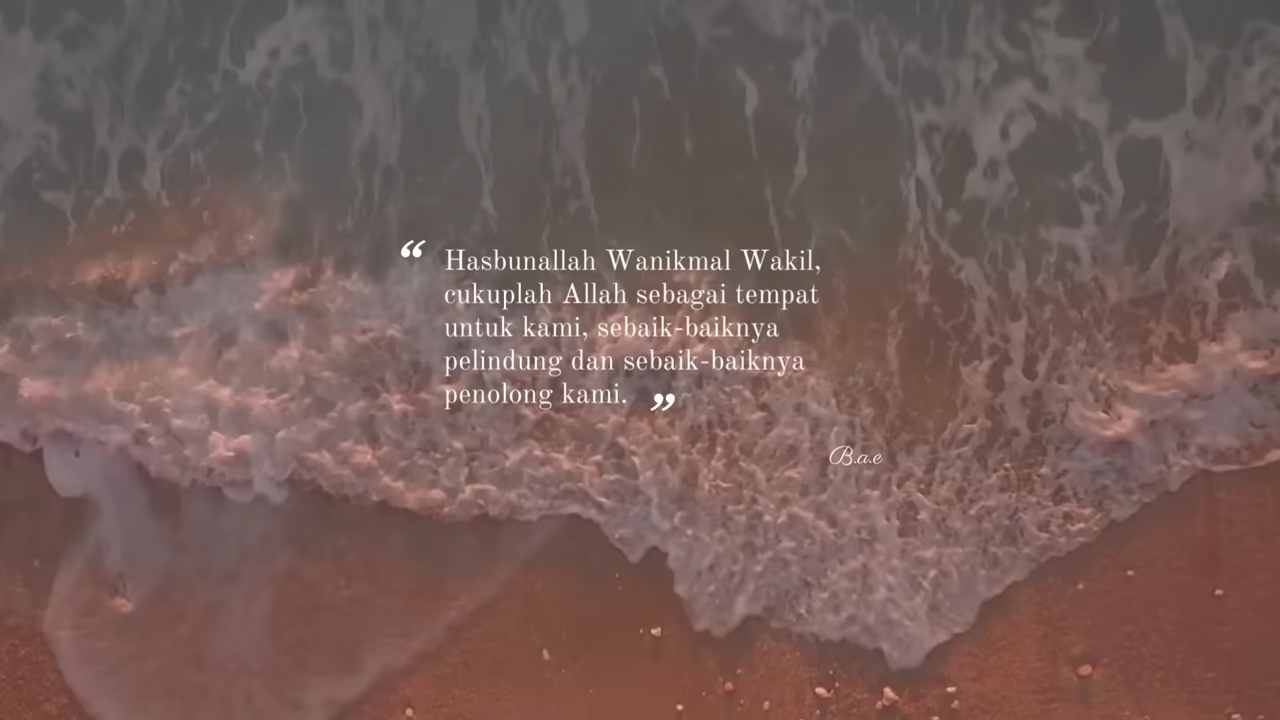 “ Hasbunallah Wanikmal Wakil,
cukuplah Allah sebagai tempat
untuk kami, sebaik-baiknya
pelindung dan sebaik-baiknya
penolong kami. ”
B.a.e